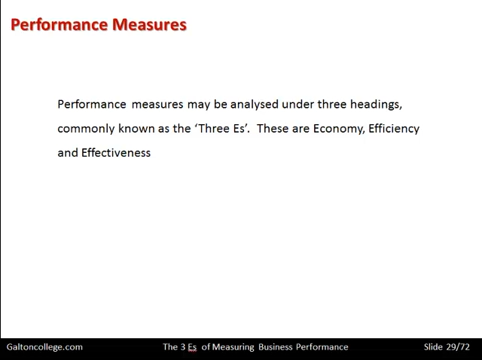 Performance Measures
Performance measures may be analysed under three headings,
commonly known as the ‘Three Es’. These are Economy, Efficiency
and Effectiveness
Galtoncollege.com
The 3 Es of Measuring Business Performance
Slide 29/72